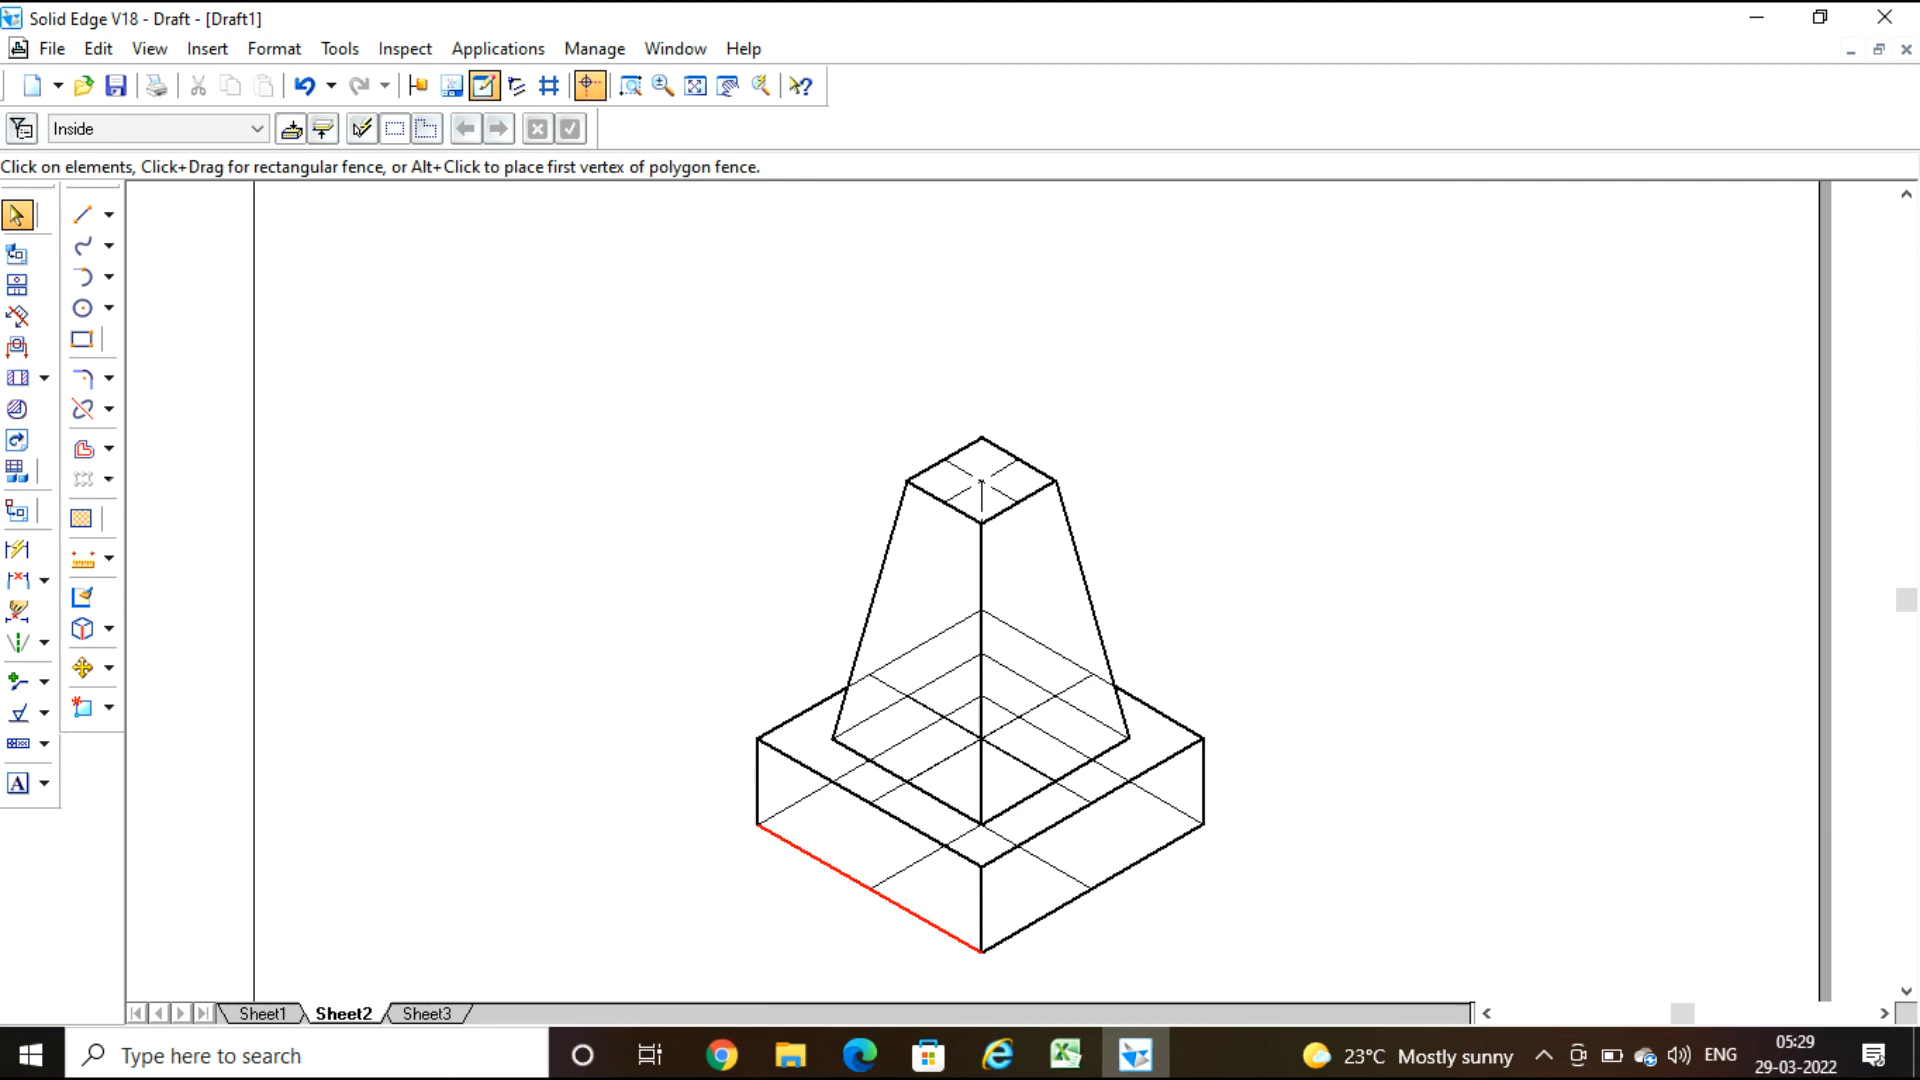 Solid Edge V18 - Draft - [Draft1]
File Edit View Insert Format Tools Inspect Applications Manage Window Help
Inside
Click on elements, Click+Drag for rectangular fence, or Alt+Click to place first vertex of polygon fence.
A
Sheet1 Sheet2 Sheet3
Type here to search
23°C Mostly sunny
ENG
05:29
29-03-2022